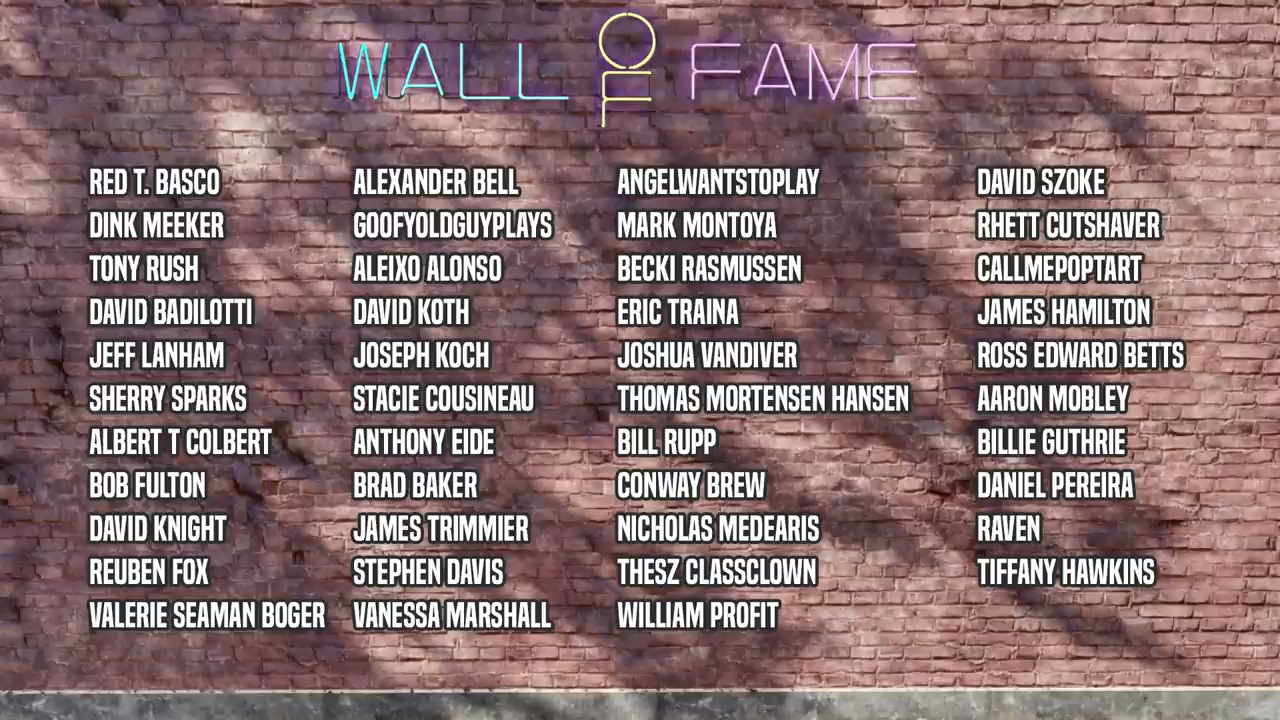 WALL OF FAME
RED T. BASCO
DINK MEEKER
TONY RUSH
DAVID BADILOTTI
JEFF LANHAM
SHERRY SPARKS
ALBERT T COLBERT
BOB FULTON
DAVID KNIGHT
REUBEN FOX
VALERIE SEAMAN BOGER
ALEXANDER BELL
GOOFYOLDGUYPLAYS
ALEIXO ALONSO
DAVID KOTH
JOSEPH KOCH
STACIE COUSINEAU
ANTHONY EIDE
BRAD BAKER
JAMES TRIMMIER
STEPHEN DAVIS
VANESSA MARSHALL
ANGELWANTSTOPLAY
MARK MONTOYA
BECKI RASMUSSEN
ERIC TRAINA
JOSHUA VANDIVER
THOMAS MORTENSEN HANSEN
BILL RUPP
CONWAY BREW
NICHOLAS MEDEARIS
THESZ CLASSCLOWN
WILLIAM PROFIT
DAVID SZOKE
RHETT CUTSHAVER
CALLMEPOPTART
JAMES HAMILTON
ROSS EDWARD BETTS
AARON MOBLEY
BILLIE GUTHRIE
DANIEL PEREIRA
RAVEN
TIFFANY HAWKINS